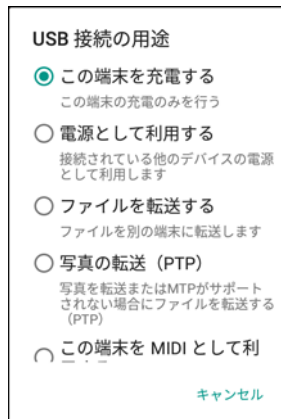 USB 接続の用途
この端末を充電する
この端末の充電のみを行う
電源として利用する
接続されている他のデバイスの電源
として利用します
ファイルを転送する
ファイルを別の端末に転送します
写真の転送（PTP）
写真を転送またはMTPがサポート
されない場合にファイルを転送する
（PTP）
この端末を MIDI として利
キャンセル